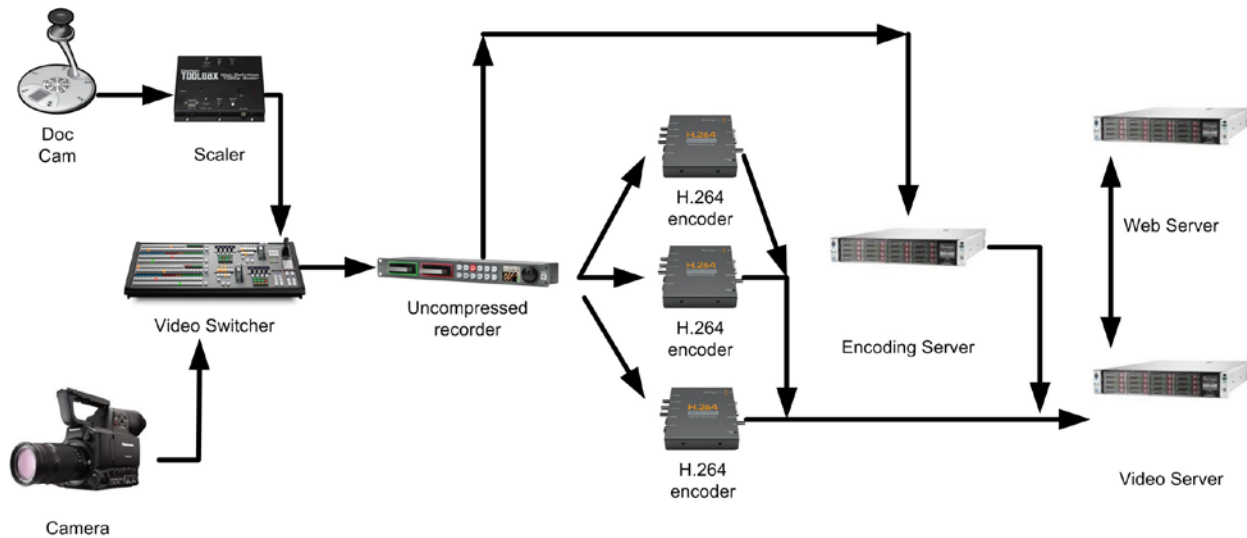 TOOLBOX
Doc
Cam
Scaler
H.264
H.264
encoder
Web Server
Video Switcher
Uncompressed
recorder
H.264
H.264
encoder
Encoding Server
H.264
H.264
encoder
Video Server
Camera